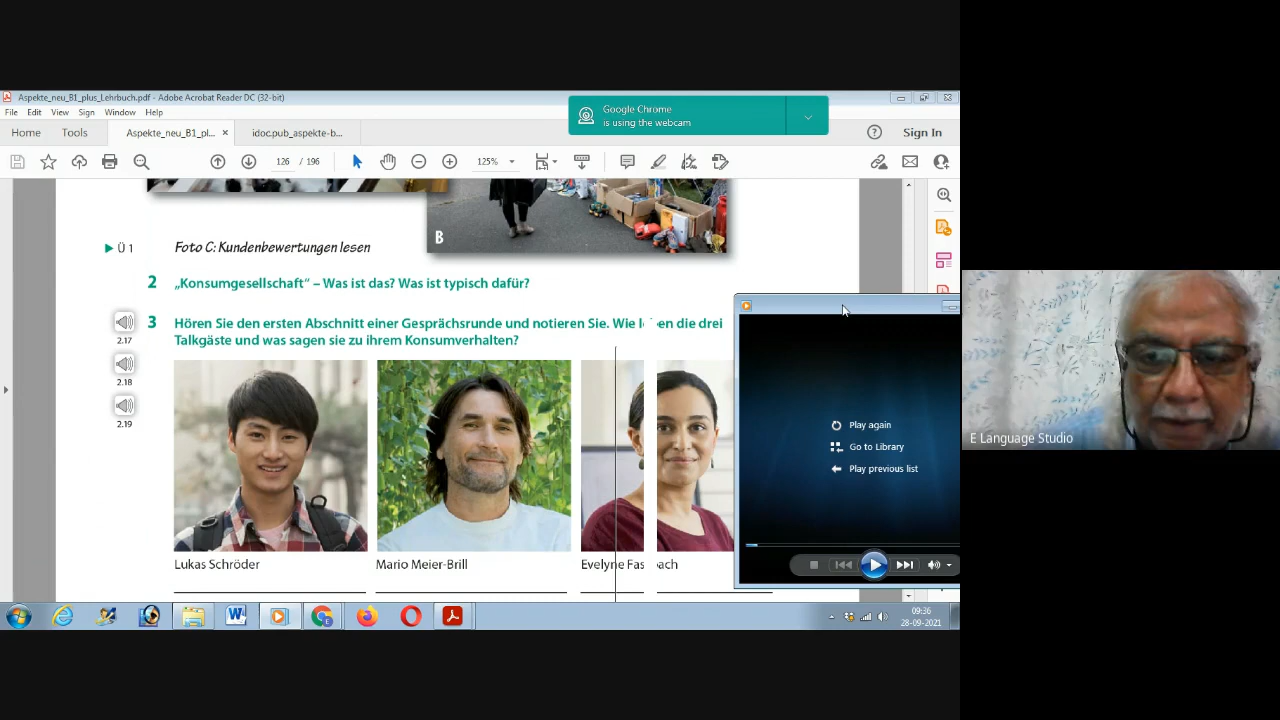 Aspekte_neu_B1_plus_Lehrbuch.pdf - Adobe Acrobat Reader DC (32-bit)
File Edit View Sign Window Help
Google Chrome
is using the webcam
Home Tools Aspekte_neu_B1_pl... × idoc.pub_aspekte-b... Sign In
126 / 196 125%
B
Ü 1 Foto C: Kundenbewertungen lesen
2 „Konsumgesellschaft“ – Was ist das? Was ist typisch dafür?
3 Hören Sie den ersten Abschnitt einer Gesprächsrunde und notieren Sie. Wie die drei
Talkgäste und was sagen sie zu ihrem Konsumverhalten?
2.17
2.18
2.19
Play again
Go to Library
Play previous list
Lukas Schröder Mario Meier-Brill Evelyne
E Language Studio
09:36
28-09-2021